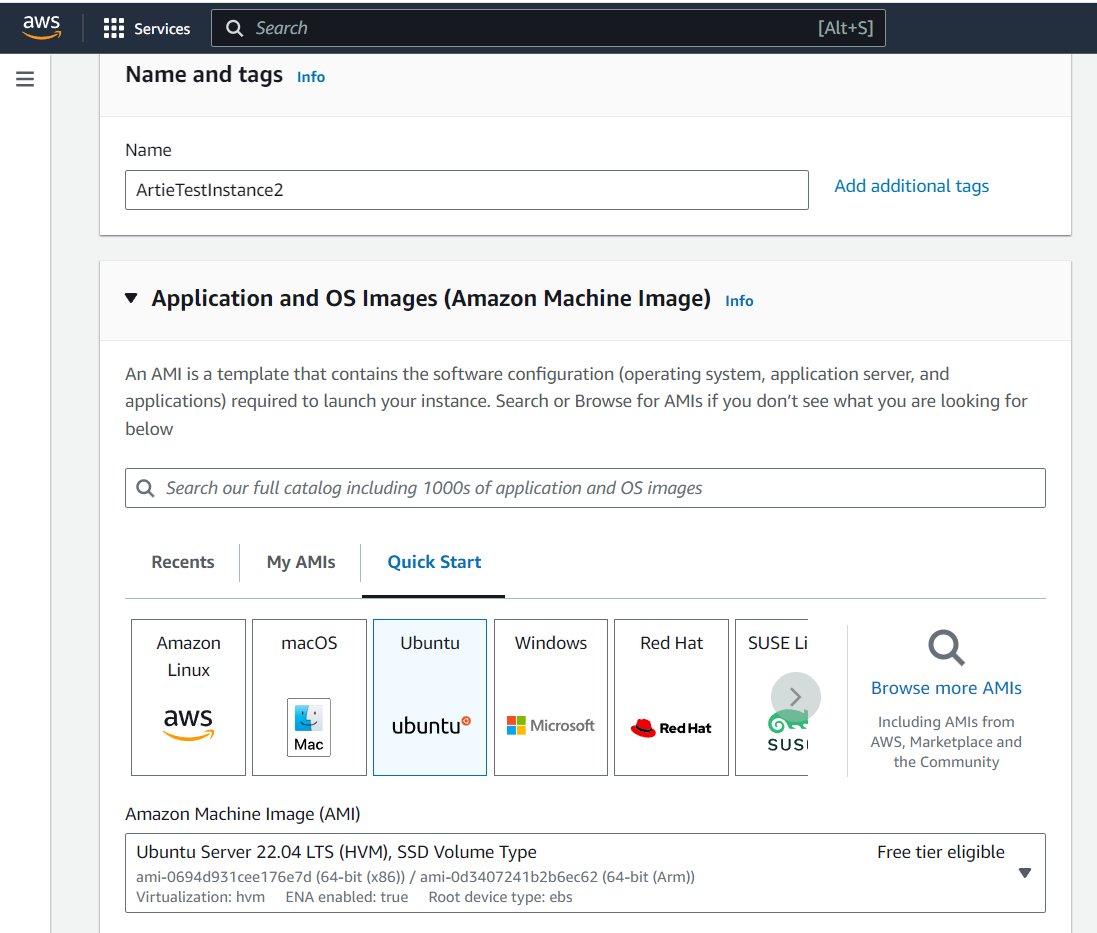 aws
Services
Search
[Alt+S]
Name and tags Info
Name
ArtieTestInstance2
Add additional tags
Application and OS Images (Amazon Machine Image) Info
An AMI is a template that contains the software configuration (operating system, application server, and
applications) required to launch your instance. Search or Browse for AMIs if you don’t see what you are looking for
below
Search our full catalog including 1000s of application and OS images
Recents
My AMIs
Quick Start
Amazon
Linux
aws
macOS
Mac
Ubuntu
ubuntu
Windows
Microsoft
Red Hat
Red Hat
SUSE Li
SUS
Browse more AMIs
Including AMIs from
AWS, Marketplace and
the Community
Amazon Machine Image (AMI)
Ubuntu Server 22.04 LTS (HVM), SSD Volume Type
Free tier eligible
ami-0694d931cee176e7d (64-bit (x86)) / ami-0d3407241b2b6ec62 (64-bit (Arm))
Virtualization: hvm ENA enabled: true Root device type: ebs